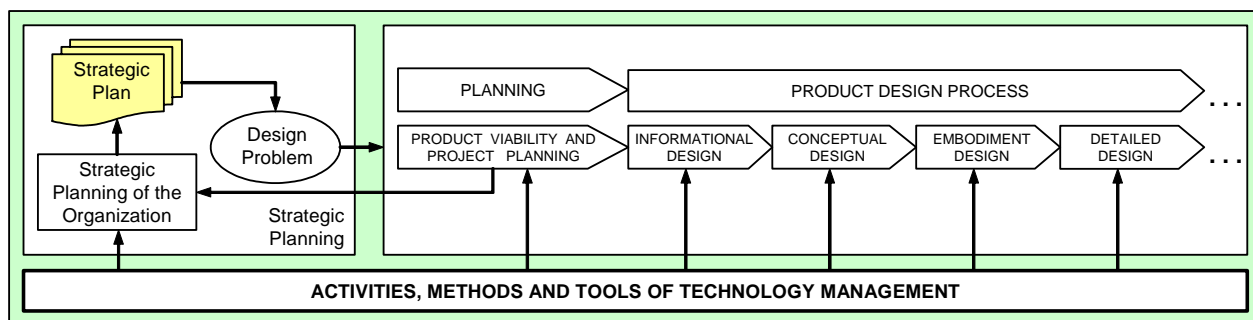 Strategic
Plan
Design
Problem
Strategic
Planning of the
Organization
Strategic
Planning
PLANNING
PRODUCT DESIGN PROCESS
. . .
PRODUCT VIABILITY AND
PROJECT PLANNING
INFORMATIONAL
DESIGN
CONCEPTUAL
DESIGN
EMBODIMENT
DESIGN
DETAILED
DESIGN
. . .
ACTIVITIES, METHODS AND TOOLS OF TECHNOLOGY MANAGEMENT